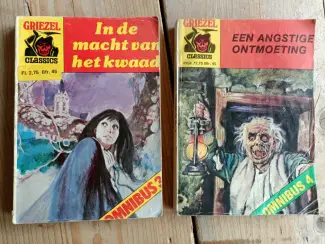 GRIEZEL
CLASSICS
Fl. 2,75 Bfr. 45
In de
macht van
het kwaad
OMNIBUS 3
GRIEZEL
CLASSICS
EEN ANGSTIGE
ONTMOETING
OMNIBUS 4